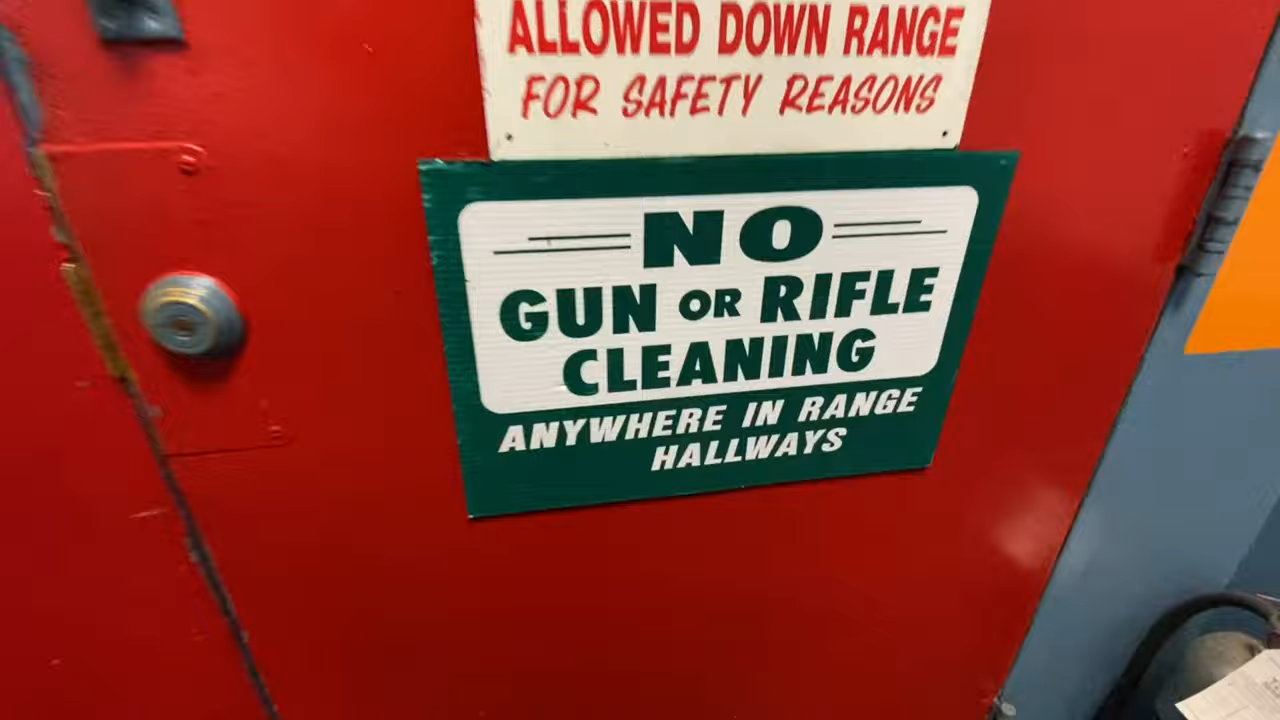 ALLOWED DOWN RANGE
FOR SAFETY REASONS
NO
GUN OR RIFLE
CLEANING
ANYWHERE IN RANGE
HALLWAYS